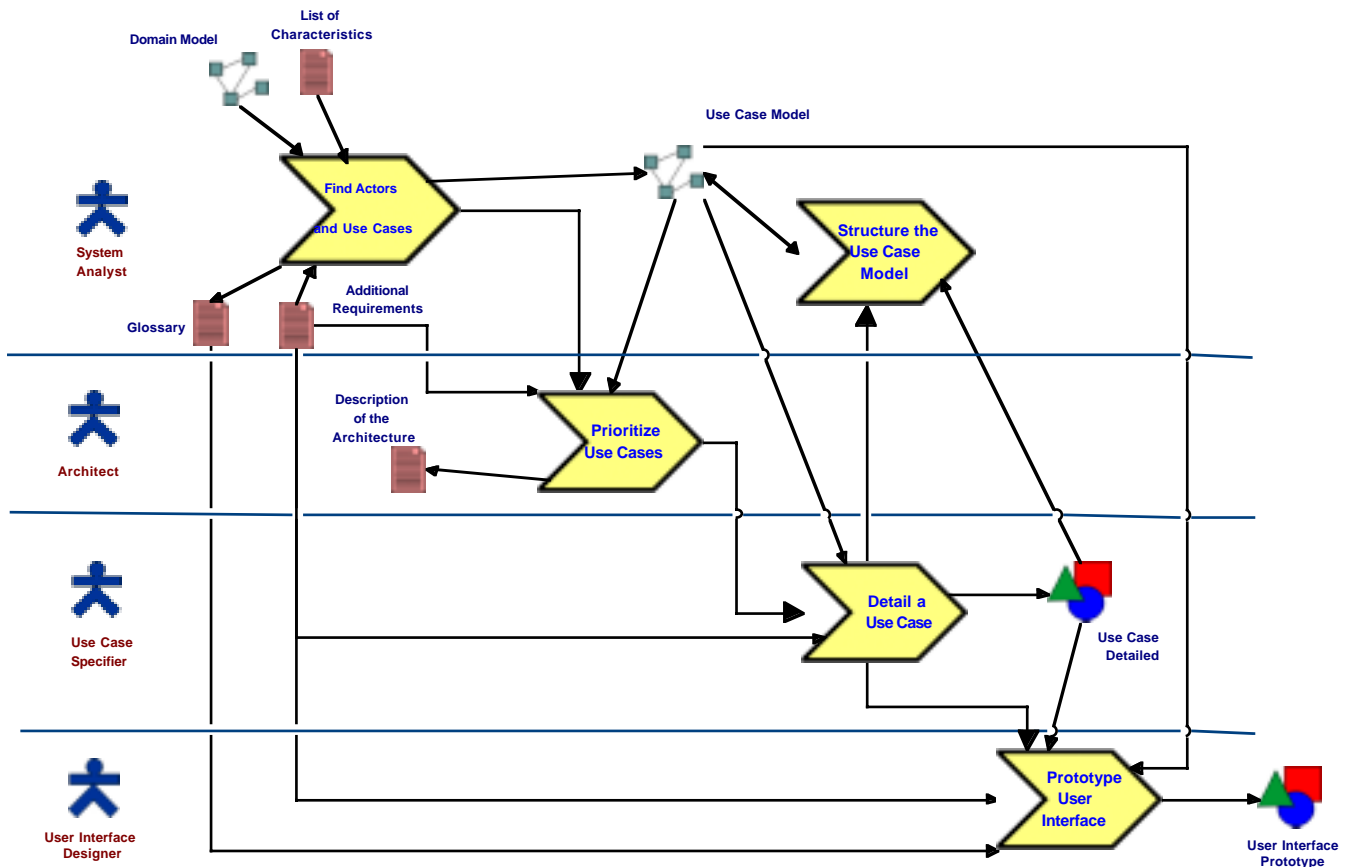 List of
Characteristics
Domain Model
Use Case Model
Find Actors
and Use Cases
Structure the
Use Case
Model
System
Analyst
Additional
Requirements
Glossary
Description
of the
Architecture
Prioritize
Use Cases
Architect
Detail a
Use Case
Use Case
Specifier
Use Case
Detailed
Prototype
User
Interface
User Interface
Designer
User Interface
Prototype